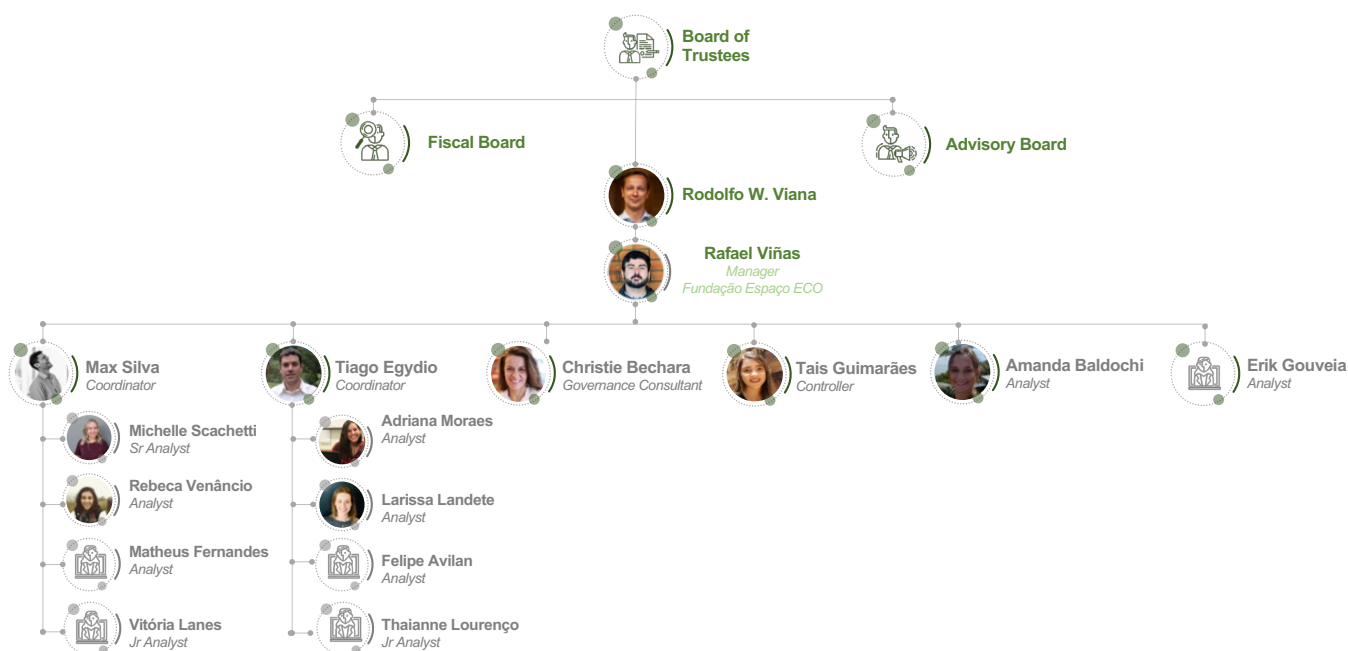 Board of
Trustees
Fiscal Board
Advisory Board
Rodolfo W. Viana
Rafael Viñas
Manager
Fundação Espaço ECO
Max Silva
Coordinator
Tiago Egydio
Coordinator
Christie Bechara
Governance Consultant
Tais Guimarães
Controller
Amanda Baldochi
Analyst
Erik Gouveia
Analyst
Michelle Scachetti
Sr Analyst
Rebeca Venâncio
Analyst
Matheus Fernandes
Analyst
Vitória Lanes
Jr Analyst
Adriana Moraes
Analyst
Larissa Landete
Analyst
Felipe Avilan
Analyst
Thaianne Lourenço
Jr Analyst